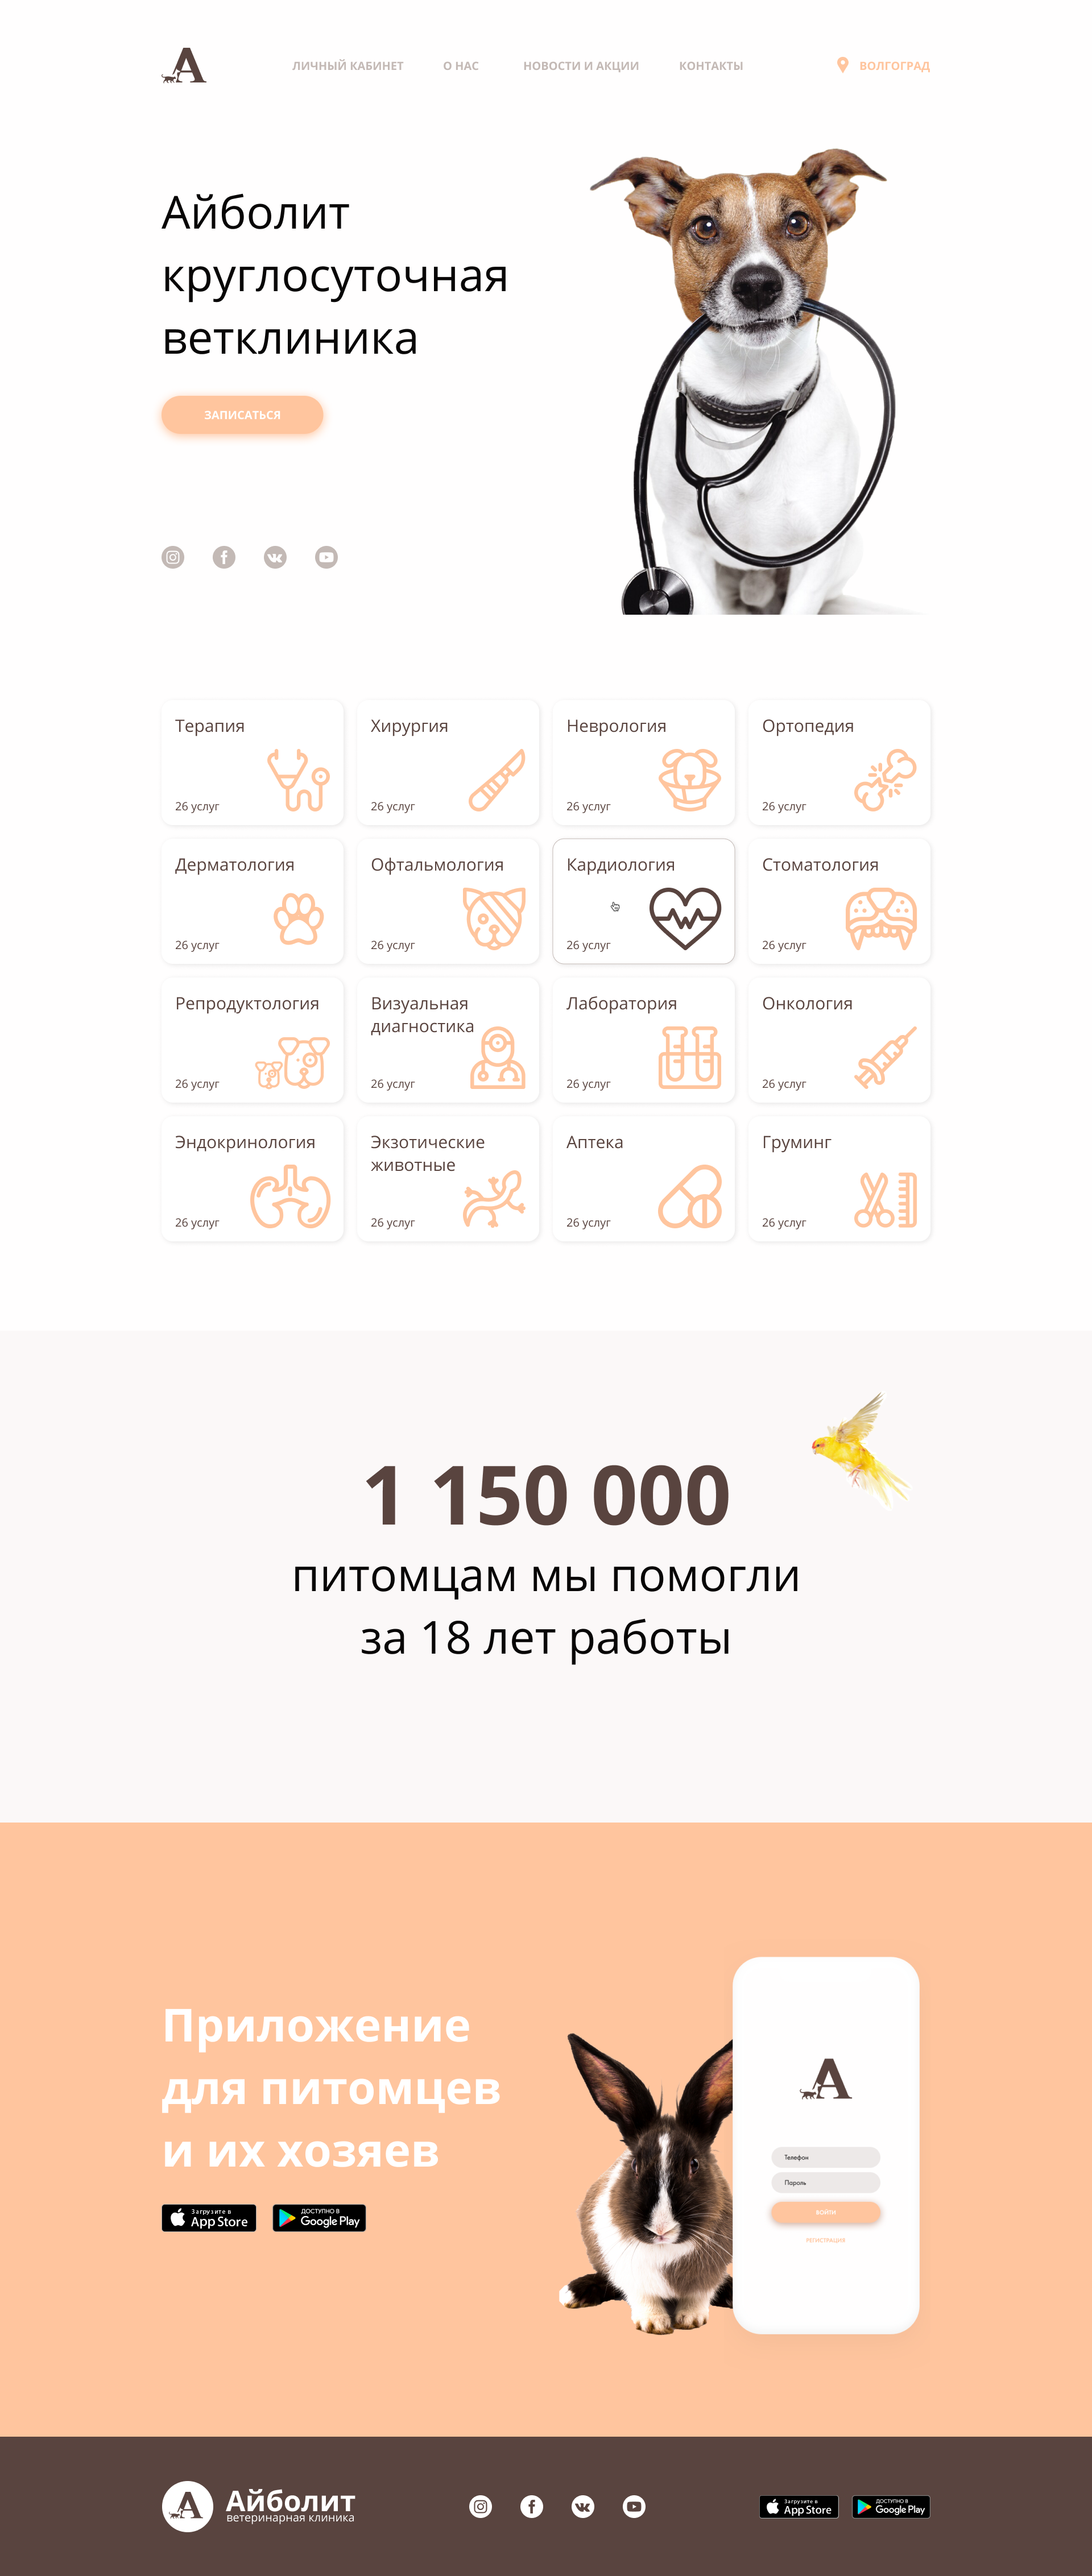 А
ЛИЧНЫЙ КАБИНЕТ
О НАС
НОВОСТИ И АКЦИИ
КОНТАКТЫ
ВОЛГОГРАД
Айболит
круглосуточная
ветклиника
ЗАПИСАТЬСЯ
Терапия
26 услуг
Хирургия
26 услуг
Неврология
26 услуг
Ортопедия
26 услуг
Дерматология
26 услуг
Офтальмология
26 услуг
Кардиология
26 услуг
Стоматология
26 услуг
Репродуктология
26 услуг
Визуальная
диагностика
26 услуг
Лаборатория
26 услуг
Онкология
26 услуг
Эндокринология
26 услуг
Экзотические
животные
26 услуг
Аптека
26 услуг
Груминг
26 услуг
1 150 000
питомцам мы помогли
за 18 лет работы
Приложение
для питомцев
и их хозяев
Загрузите в
App Store
ДОСТУПНО В
Google Play
А
Телефон
Пароль
ВОЙТИ
РЕГИСТРАЦИЯ
А
Айболит
ветеринарная клиника
Загрузите в
App Store
ДОСТУПНО В
Google Play